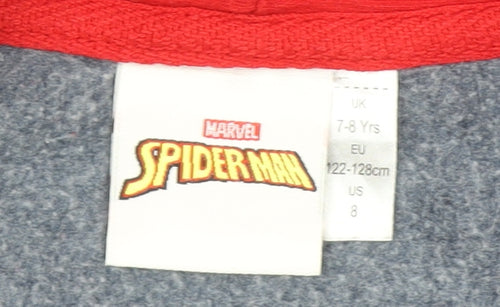 MARVEL
SPIDER-MAN
UK
7-8 Yrs
EU
122-128cm
US
8